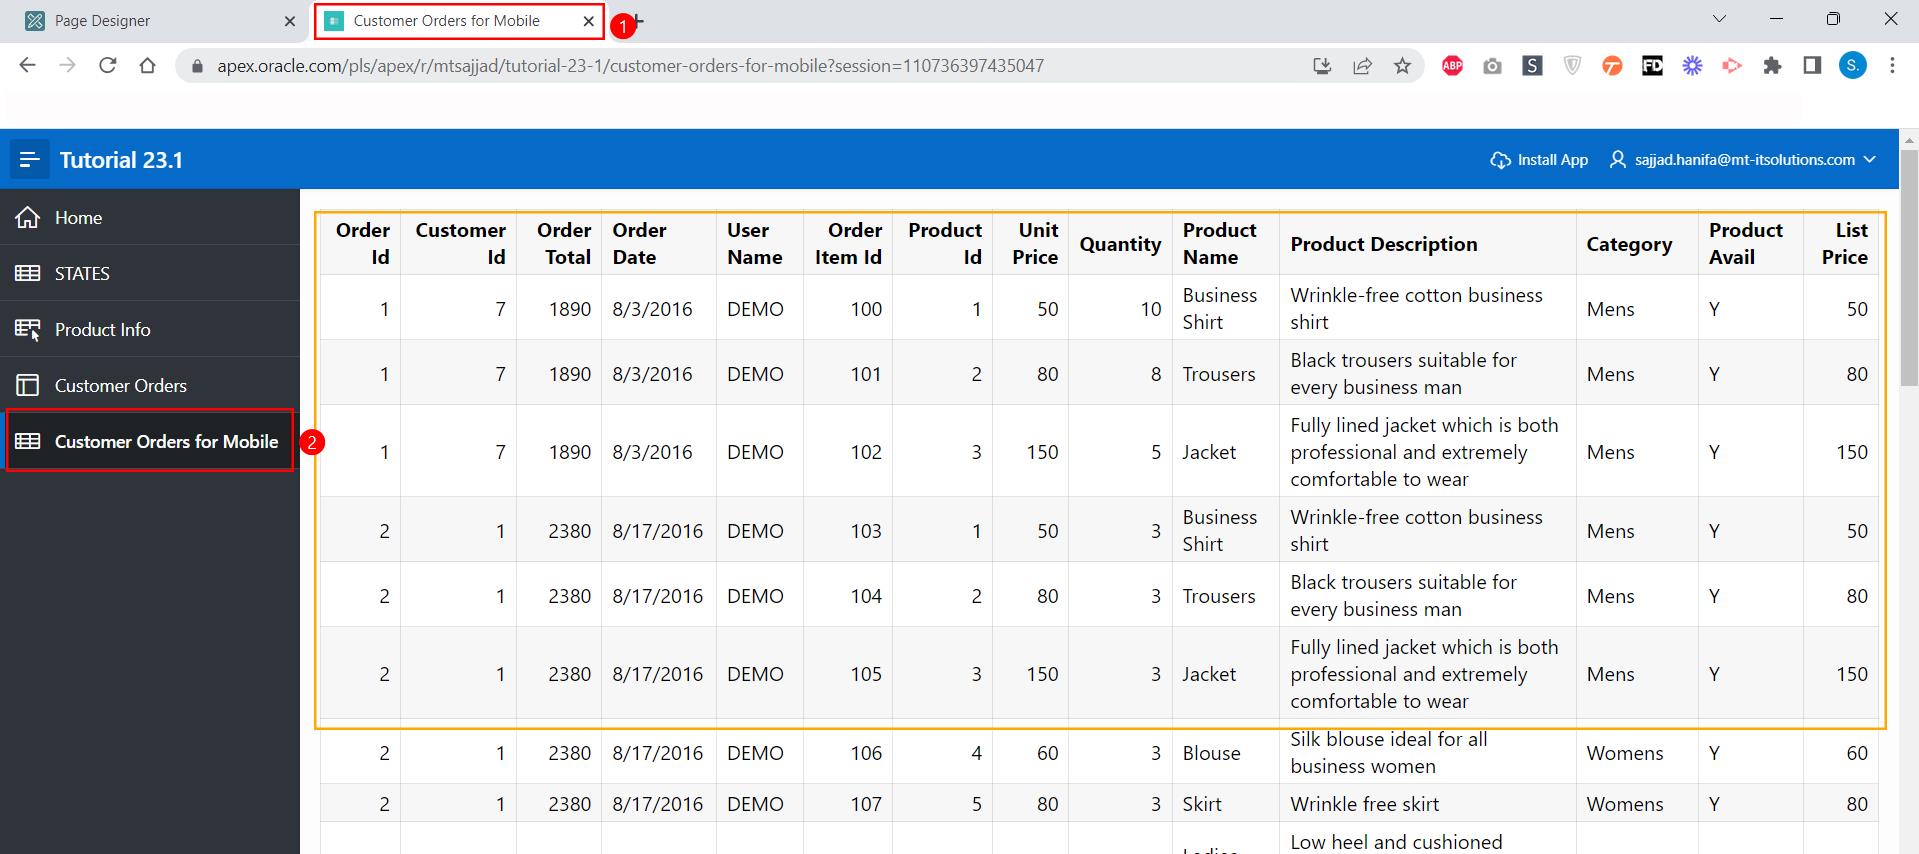 Page Designer
Customer Orders for Mobile
1
apex.oracle.com/pls/apex/r/mtsajjad/tutorial-23-1/customer-orders-for-mobile?session=110736397435047
ABP
S
FD
S.
Tutorial 23.1
Install App
sajjad.hanifa@mt-itsolutions.com
Home
STATES
Product Info
Customer Orders
Customer Orders for Mobile
2
Order Id Customer Id Order Total Order Date User Name Order Item Id Product Id Unit Price Quantity Product Name Product Description Category Product Avail List Price
1 7 1890 8/3/2016 DEMO 100 1 50 10 Business Shirt Wrinkle-free cotton business shirt Mens Y 50
1 7 1890 8/3/2016 DEMO 101 2 80 8 Trousers Black trousers suitable for every business man Mens Y 80
1 7 1890 8/3/2016 DEMO 102 3 150 5 Jacket Fully lined jacket which is both professional and extremely comfortable to wear Mens Y 150
2 1 2380 8/17/2016 DEMO 103 1 50 3 Business Shirt Wrinkle-free cotton business shirt Mens Y 50
2 1 2380 8/17/2016 DEMO 104 2 80 3 Trousers Black trousers suitable for every business man Mens Y 80
2 1 2380 8/17/2016 DEMO 105 3 150 3 Jacket Fully lined jacket which is both professional and extremely comfortable to wear Mens Y 150
2 1 2380 8/17/2016 DEMO 106 4 60 3 Blouse Silk blouse ideal for all business women Womens Y 60
2 1 2380 8/17/2016 DEMO 107 5 80 3 Skirt Wrinkle free skirt Womens Y 80
Low heel and cushioned